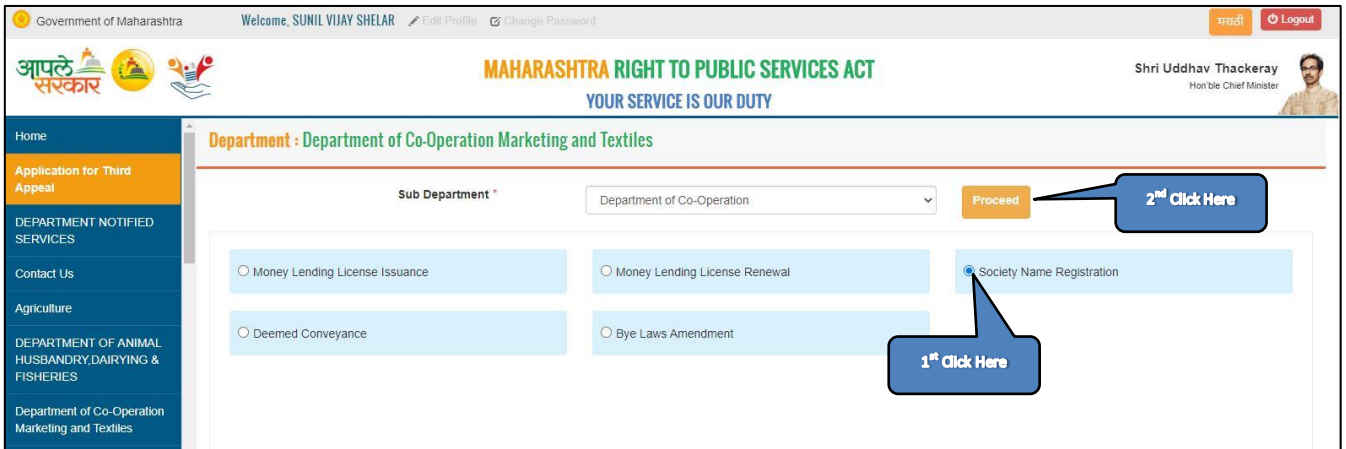 Government of Maharashtra
Welcome, SUNIL VIJAY SHELAR Edit Profile Change Password
मराठी
Logout
आपले
सरकार
MAHARASHTRA RIGHT TO PUBLIC SERVICES ACT
YOUR SERVICE IS OUR DUTY
Shri Uddhav Thackeray
Hon'ble Chief Minister
Home
Application for Third
Appeal
DEPARTMENT NOTIFIED
SERVICES
Contact Us
Agriculture
DEPARTMENT OF ANIMAL
HUSBANDRY,DAIRYING &
FISHERIES
Department of Co-Operation
Marketing and Textiles
Department : Department of Co-Operation Marketing and Textiles
Sub Department *
Department of Co-Operation
Proceed
2nd Click Here
Money Lending License Issuance
Money Lending License Renewal
Society Name Registration
Deemed Conveyance
Bye Laws Amendment
1st Click Here